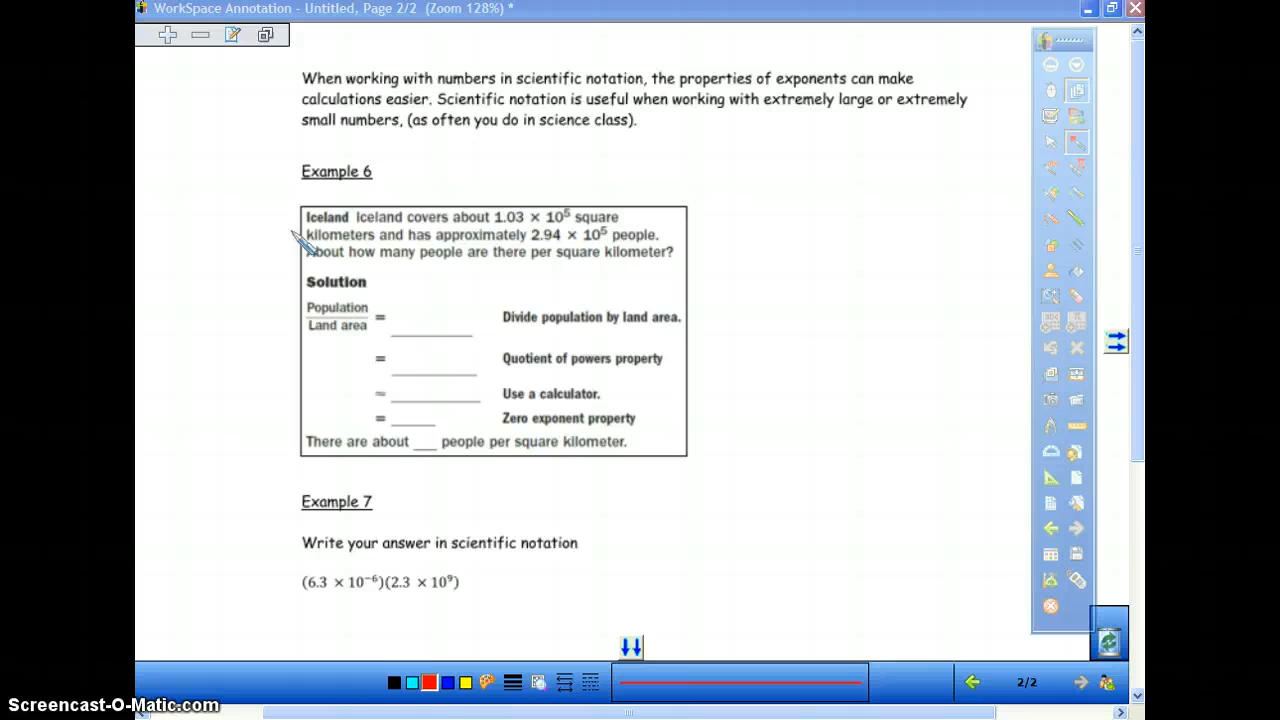 WorkSpace Annotation - Untitled, Page 2/2 (Zoom 128%) *
When working with numbers in scientific notation, the properties of exponents can make
calculations easier. Scientific notation is useful when working with extremely large or extremely
small numbers, (as often you do in science class).
Example 6
Iceland Iceland covers about 1.03 × 10⁵ square
kilometers and has approximately 2.94 × 10⁵ people.
About how many people are there per square kilometer?
Solution
Population
Land area
= ________ Divide population by land area.
= ________ Quotient of powers property
≈ ________ Use a calculator.
= _____ Zero exponent property
There are about ___ people per square kilometer.
Example 7
Write your answer in scientific notation
(6.3 × 10⁻⁶)(2.3 × 10⁹)
2/2
Screencast-O-Matic.com